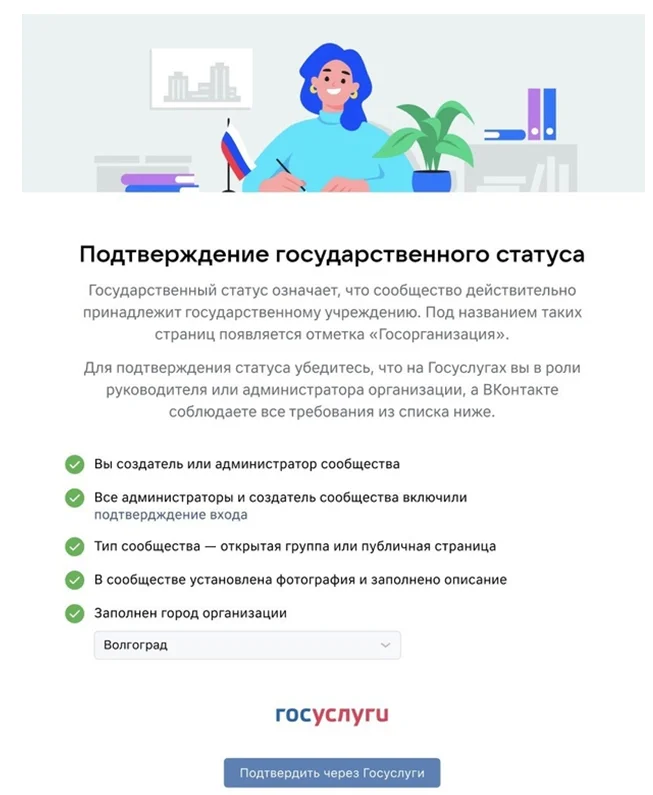 Подтверждение государственного статуса
Государственный статус означает, что сообщество действительно
принадлежит государственному учреждению. Под названием таких
страниц появляется отметка «Госорганизация».
Для подтверждения статуса убедитесь, что на Госуслугах вы в роли
руководителя или администратора организации, а ВКонтакте
соблюдаете все требования из списка ниже.
Вы создатель или администратор сообщества
Все администраторы и создатель сообщества включили
подтвердждение входа
Тип сообщества — открытая группа или публичная страница
В сообществе установлена фотография и заполнено описание
Заполнен город организации
Волгоград
госуслуги
Подтвердить через Госуслуги